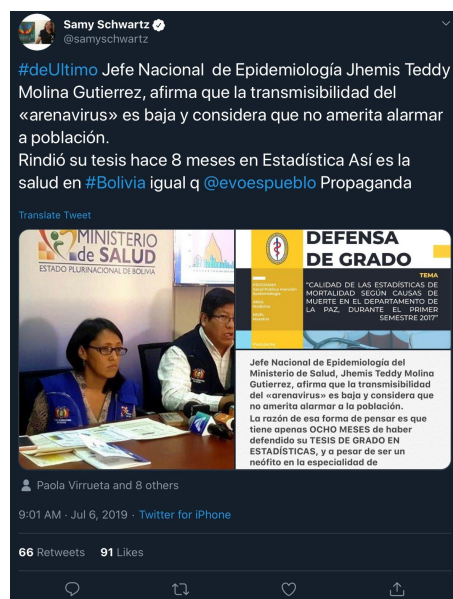 Samy Schwartz
@samyschwartz
#deUltimo Jefe Nacional de Epidemiología Jhemis Teddy
Molina Gutierrez, afirma que la transmisibilidad del
«arenavirus» es baja y considera que no amerita alarmar
a población.
Rindió su tesis hace 8 meses en Estadística Así es la
salud en #Bolivia igual q @evoespueblo Propaganda
Translate Tweet
MINISTERIO
de SALUD
ESTADO PLURINACIONAL DE BOLIVIA
DEFENSA
DE GRADO
TEMA
"CALIDAD DE LAS ESTADÍSTICAS DE
MORTALIDAD SEGÚN CAUSAS DE
MUERTE EN EL DEPARTAMENTO DE
LA PAZ, DURANTE EL PRIMER
SEMESTRE 2017"
Jefe Nacional de Epidemiología del
Ministerio de Salud, Jhemis Teddy Molina
Gutierrez, afirma que la transmisibilidad
del «arenavirus» es baja y considera que
no amerita alarmar a la población.
La razón de esa forma de pensar es que
tiene apenas OCHO MESES de haber
defendido su TESIS DE GRADO EN
ESTADÍSTICAS, y a pesar de ser un
neófito en la especialidad de
Paola Virrueta and 8 others
9:01 AM · Jul 6, 2019 · Twitter for iPhone
66 Retweets 91 Likes